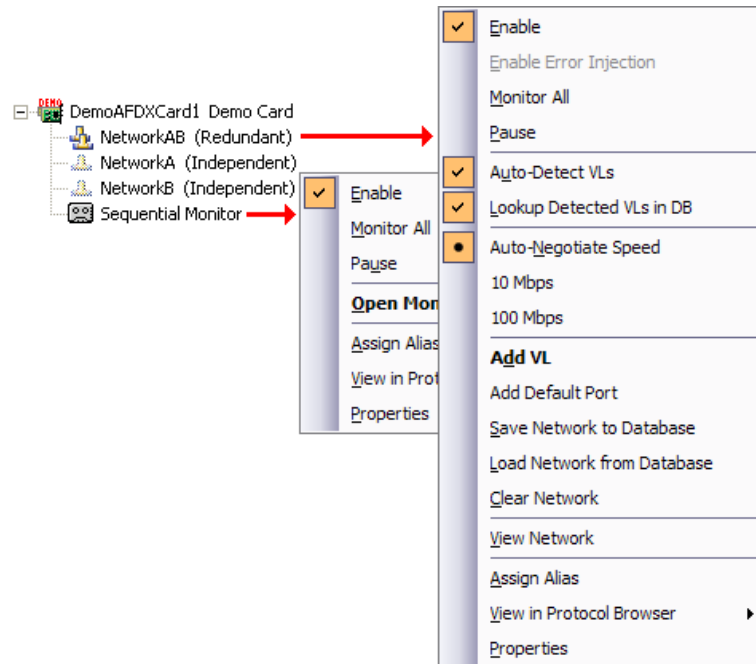 DEMO
DemoAFDXCard1 Demo Card
NetworkAB (Redundant)
NetworkA (Independent)
NetworkB (Independent)
Sequential Monitor
Enable
Monitor All
Pause
Open Mon
Assign Alias
View in Prot
Properties
Enable
Enable Error Injection
Monitor All
Pause
Auto-Detect VLs
Lookup Detected VLs in DB
Auto-Negotiate Speed
10 Mbps
100 Mbps
Add VL
Add Default Port
Save Network to Database
Load Network from Database
Clear Network
View Network
Assign Alias
View in Protocol Browser
Properties